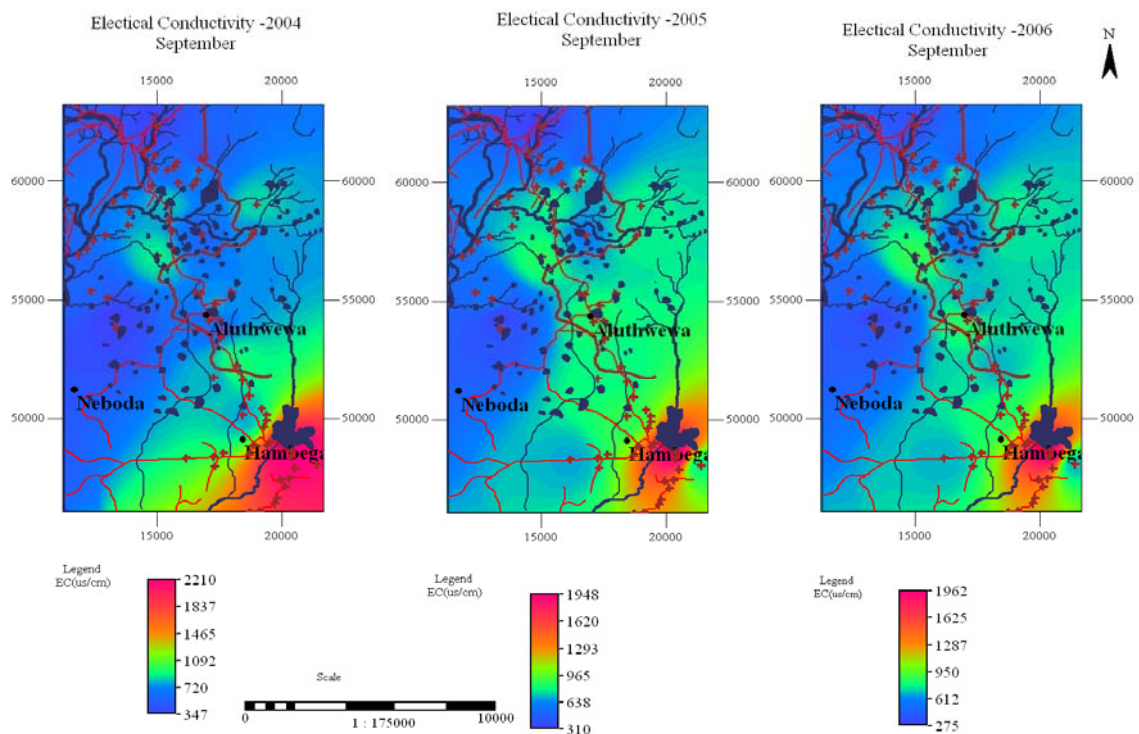 Electical Conductivity -2004
September
Electical Conductivity -2005
September
Electical Conductivity -2006
September
N
15000
20000
15000
20000
15000
20000
60000
60000
60000
60000
60000
55000
55000
55000
55000
55000
50000
50000
50000
50000
50000
Aluthwewa
Neboda
Hambega
Aluthwewa
Neboda
Hambega
Aluthwewa
Neboda
Hambega
15000
20000
15000
20000
15000
20000
Legend
EC(us/cm)
2210
1837
1465
1092
720
347
Legend
EC(us/cm)
1948
1620
1293
965
638
310
Legend
EC(us/cm)
1962
1625
1287
950
612
275
Scale
0
10000
1 : 175000